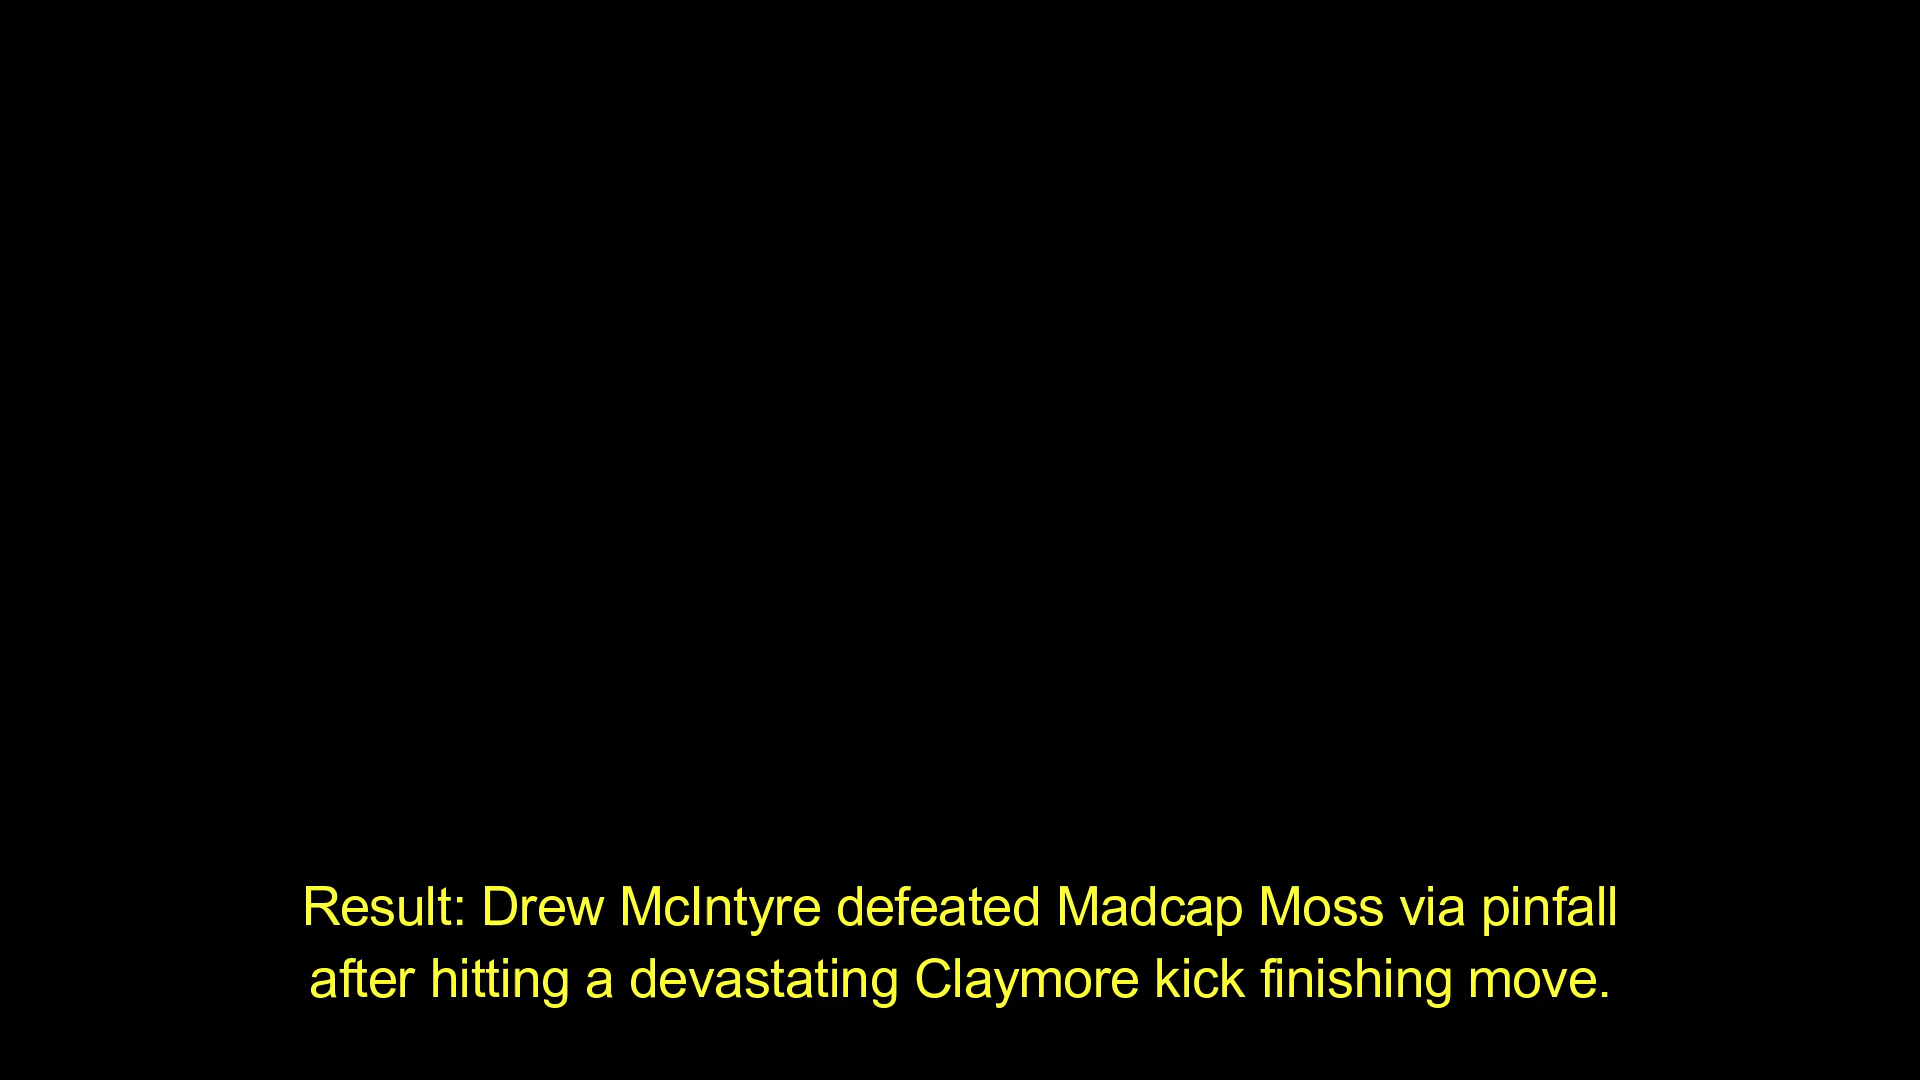 Result: Drew McIntyre defeated Madcap Moss via pinfall
after hitting a devastating Claymore kick finishing move.